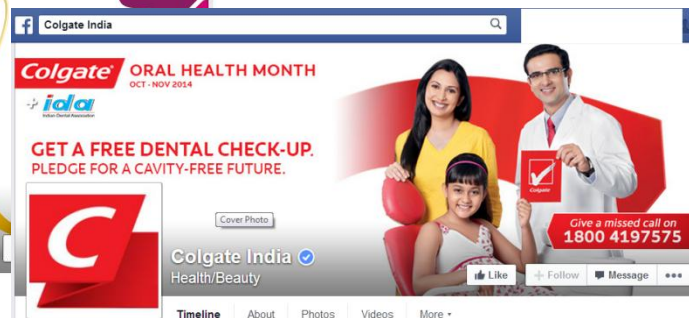 Colgate India
Colgate®
ORAL HEALTH MONTH
OCT - NOV 2014
+ ida
Indian Dental Association
GET A FREE DENTAL CHECK-UP.
PLEDGE FOR A CAVITY-FREE FUTURE.
Colgate
Give a missed call on
1800 4197575
Cover Photo
C
Colgate India
Health/Beauty
Like
+ Follow
Message
Timeline About Photos Videos More